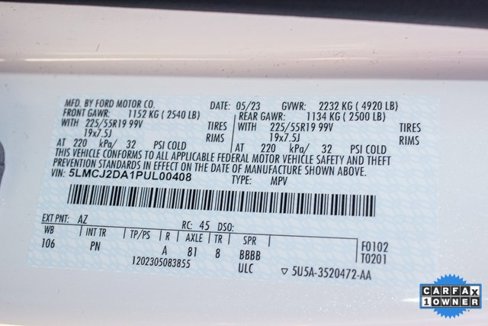 MFD. BY FORD MOTOR CO. 05/23 GVWR: 2232 KG ( 4920 LB)
FRONT GAWR: 1152 KG ( 2540 LB) REAR GAWR: 1134 KG ( 2500 LB)
WITH 225/55R19 99V TIRES WITH 225/55R19 99V TIRES
19x7.5J RIMS 19x7.5J RIMS
AT 220 kPa/ 32 PSI COLD AT 220 kPa/ 32 PSI COLD
THIS VEHICLE CONFORMS TO ALL APPLICABLE FEDERAL MOTOR VEHICLE SAFETY AND THEFT
PREVENTION STANDARDS IN EFFECT ON THE DATE OF MANUFACTURE SHOWN ABOVE.
VIN: 5LMCJ2DA1PUL00408 TYPE: MPV
EXT PNT: AZ RC: 45 DSO: F0102
WB INT TR TP/PS R AXLE TR SPR T0201
106 PN A 81 8 BBBB
1202305083855 ULC ▽ 5U5A-3520472-AA
CARFAX
1 OWNER